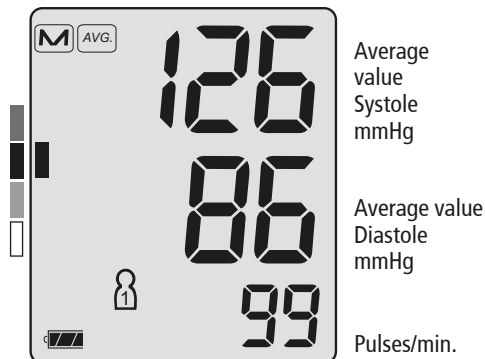 M AVG. 126
Average
value
Systole
mmHg
86
Average value
Diastole
mmHg
1
99
Pulses/min.